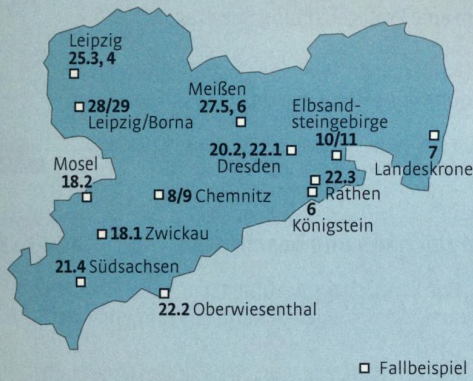 Leipzig
25.3, 4
28/29
Leipzig/Borna
Meißen
27.5, 6
Elbsand-
steingebirge
10/11
20.2, 22.1
Dresden
7
Landeskrone
Mosel
18.2
8/9 Chemnitz
22.3
Rathen
6
Königstein
18.1 Zwickau
21.4 Südsachsen
22.2 Oberwiesenthal
Fallbeispiel